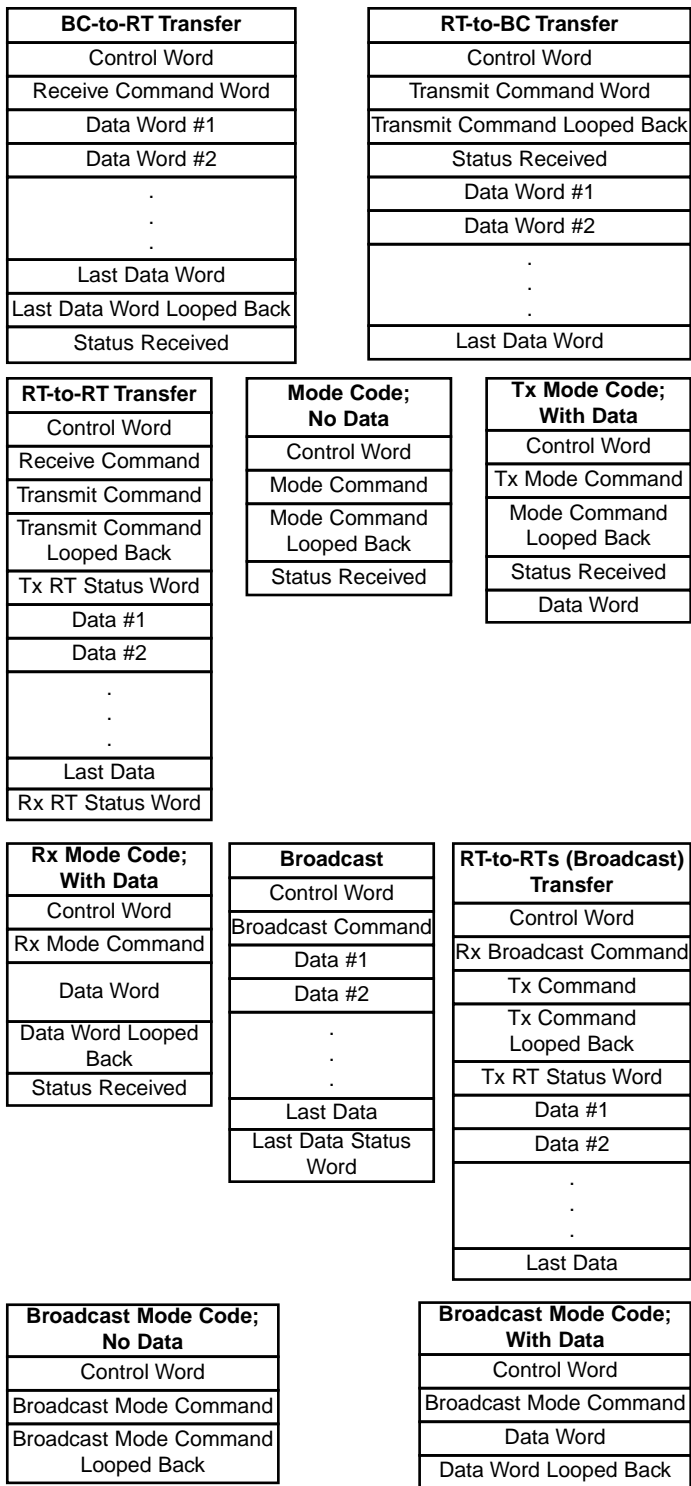 BC-to-RT Transfer
Control Word
Receive Command Word
Data Word #1
Data Word #2
.
.
.
Last Data Word
Last Data Word Looped Back
Status Received
RT-to-BC Transfer
Control Word
Transmit Command Word
Transmit Command Looped Back
Status Received
Data Word #1
Data Word #2
.
.
.
Last Data Word
RT-to-RT Transfer
Control Word
Receive Command
Transmit Command
Transmit Command
Looped Back
Tx RT Status Word
Data #1
Data #2
.
.
.
Last Data
Rx RT Status Word
Mode Code;
No Data
Control Word
Mode Command
Mode Command
Looped Back
Status Received
Tx Mode Code;
With Data
Control Word
Tx Mode Command
Mode Command
Looped Back
Status Received
Data Word
Rx Mode Code;
With Data
Control Word
Rx Mode Command
Data Word
Data Word Looped
Back
Status Received
Broadcast
Control Word
Broadcast Command
Data #1
Data #2
.
.
.
Last Data
Last Data Status
Word
RT-to-RTs (Broadcast)
Transfer
Control Word
Rx Broadcast Command
Tx Command
Tx Command
Looped Back
Tx RT Status Word
Data #1
Data #2
.
.
.
Last Data
Broadcast Mode Code;
No Data
Control Word
Broadcast Mode Command
Broadcast Mode Command
Looped Back
Broadcast Mode Code;
With Data
Control Word
Broadcast Mode Command
Data Word
Data Word Looped Back